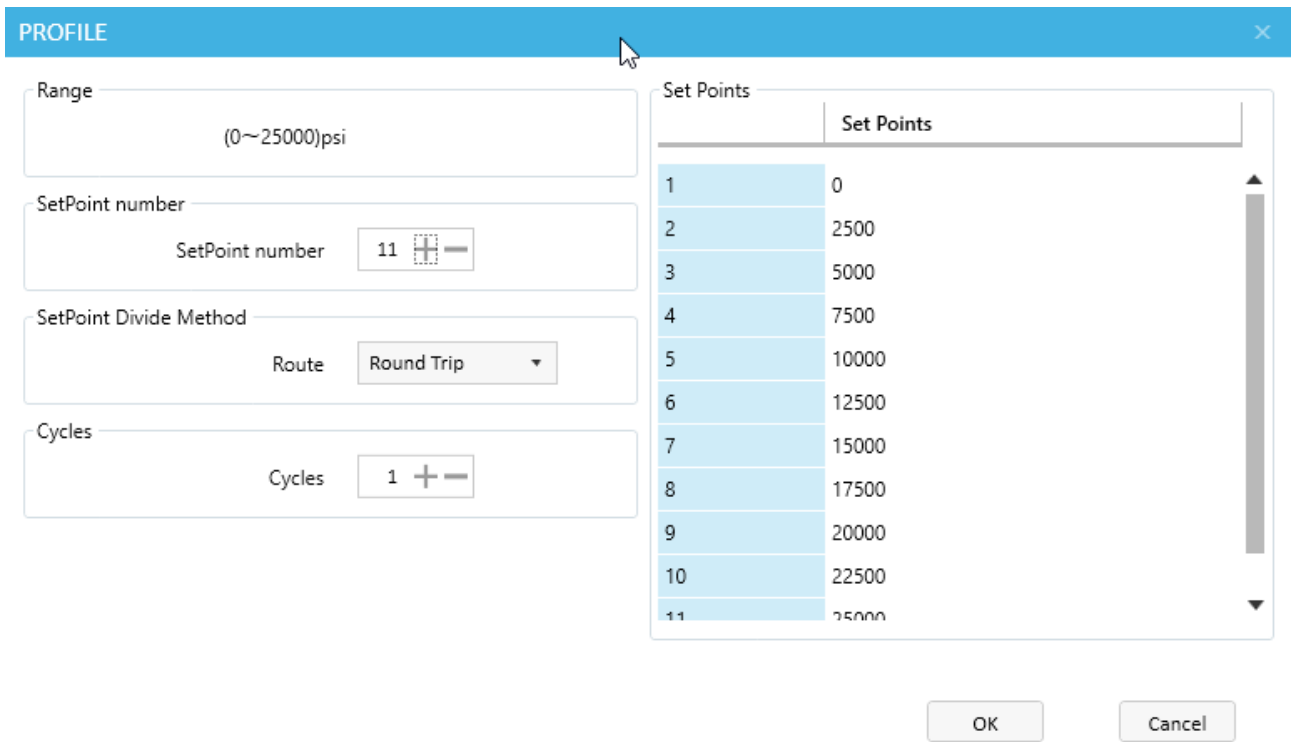 PROFILE
Range
(0~25000)psi
SetPoint number
SetPoint number 11
SetPoint Divide Method
Route Round Trip
Cycles
Cycles 1
Set Points
Set Points
1 0
2 2500
3 5000
4 7500
5 10000
6 12500
7 15000
8 17500
9 20000
10 22500
11 25000
OK Cancel